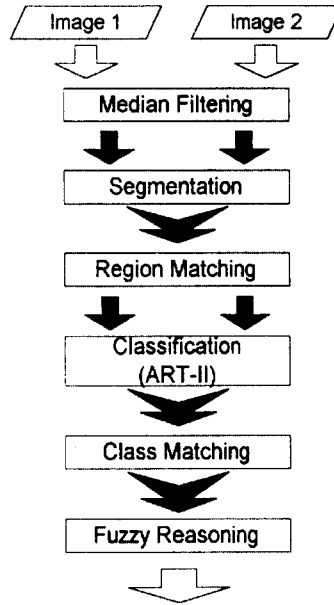 Image 1
Image 2
Median Filtering
Segmentation
Region Matching
Classification
(ART-II)
Class Matching
Fuzzy Reasoning